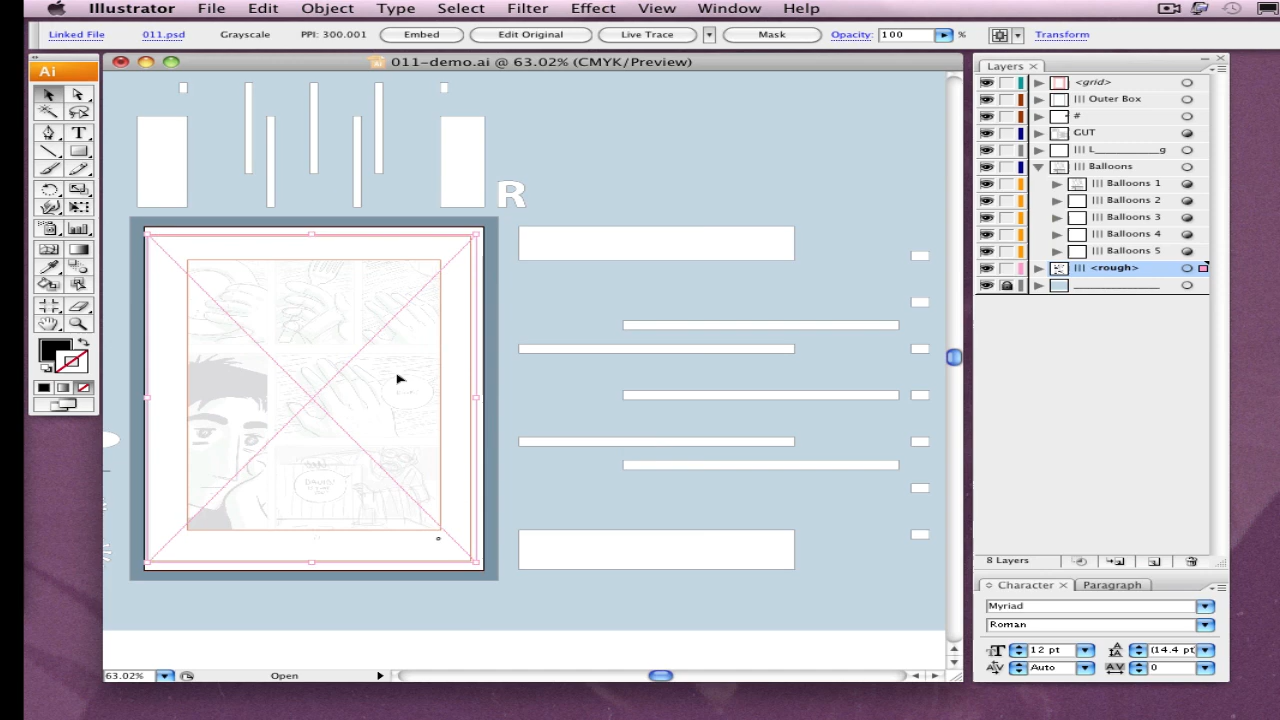 Illustrator File Edit Object Type Select Filter Effect View Window Help
Linked File 011.psd Grayscale PPI: 300.001 Embed Edit Original Live Trace Mask Opacity: 100 % Transform
Ai
011-demo.ai @ 63.02% (CMYK/Preview)
R
Layers
<grid>
Outer Box
#
GUT
L__________g
Balloons
Balloons 1
Balloons 2
Balloons 3
Balloons 4
Balloons 5
<rough>
8 Layers
Character Paragraph
Myriad
Roman
12 pt (14.4 pt
Auto 0
63.02% Open